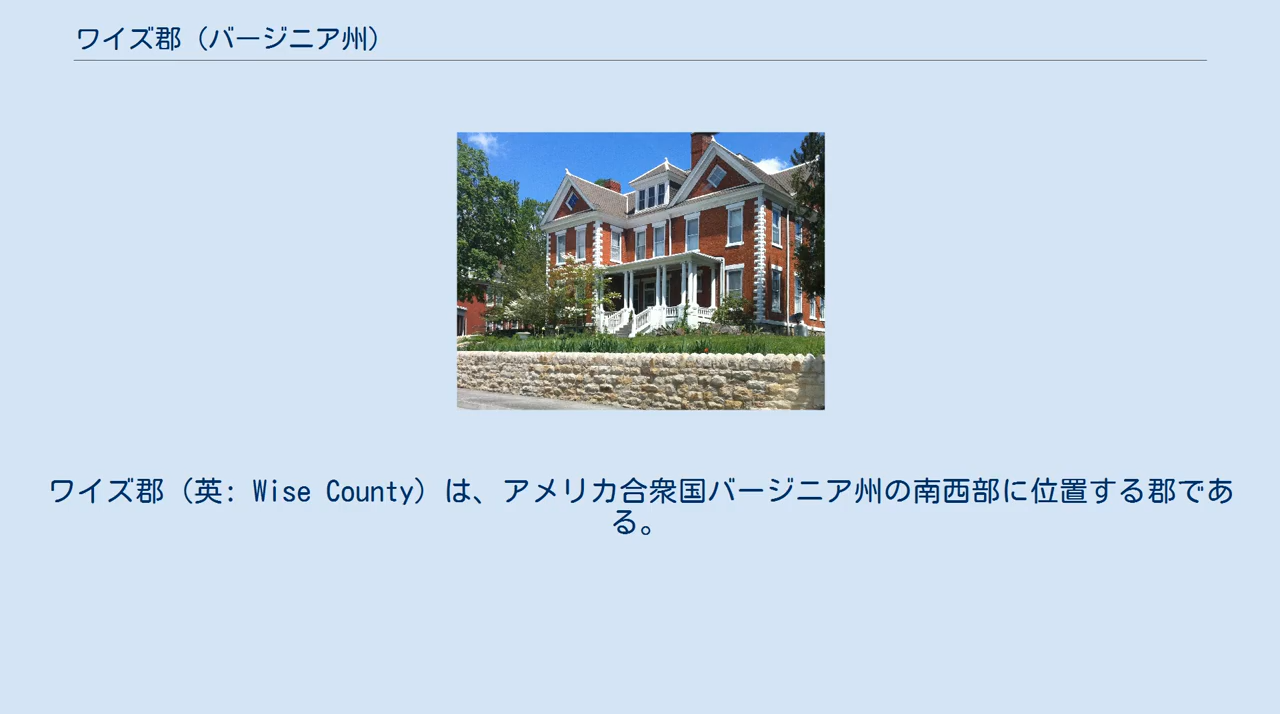 ワイズ郡（バージニア州）
ワイズ郡（英: Wise County）は、アメリカ合衆国バージニア州の南西部に位置する郡であ
る。